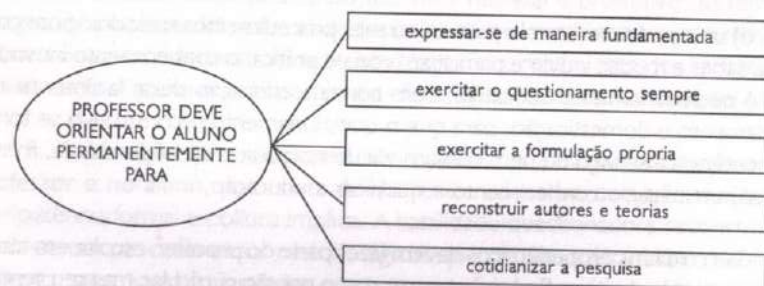 PROFESSOR DEVE
ORIENTAR O ALUNO
PERMANENTEMENTE
PARA
expressar-se de maneira fundamentada
exercitar o questionamento sempre
exercitar a formulação própria
reconstruir autores e teorias
cotidianizar a pesquisa